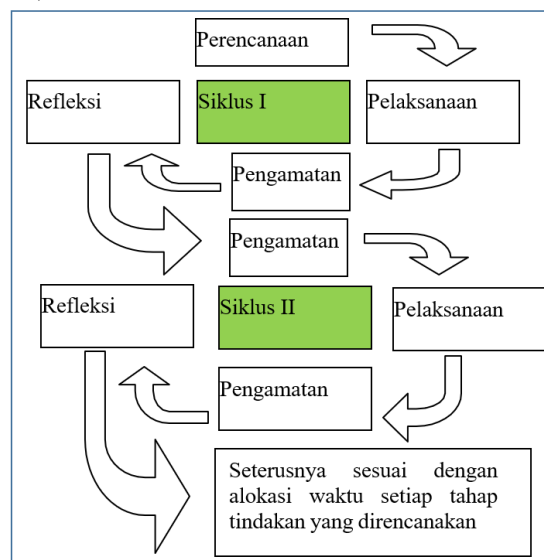 Perencanaan
Refleksi
Siklus I
Pelaksanaan
Pengamatan
Pengamatan
Refleksi
Siklus II
Pelaksanaan
Pengamatan
Seterusnya sesuai dengan
alokasi waktu setiap tahap
tindakan yang direncanakan